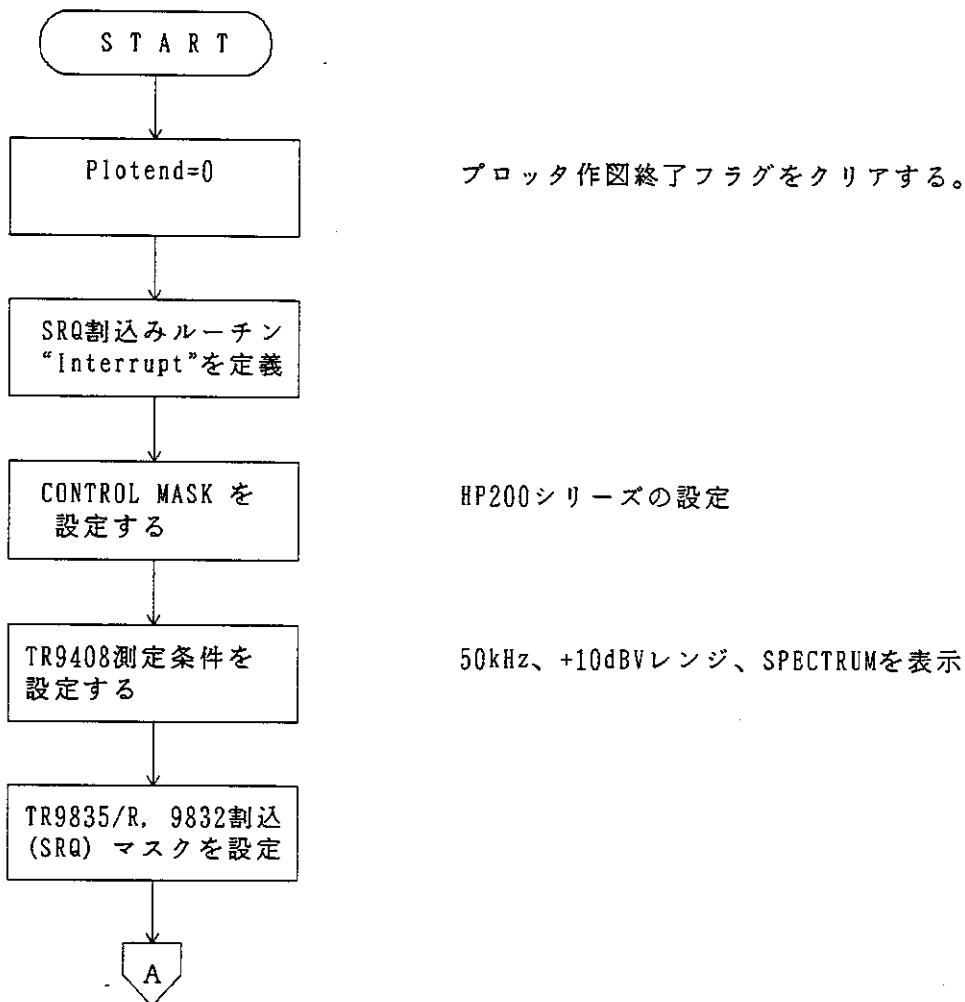 START
Plotend=0
プロッタ作図終了フラグをクリアする。
SRQ割込みルーチン
“Interrupt”を定義
CONTROL MASK を
設定する
HP200シリーズの設定
TR9408測定条件を
設定する
50kHz、+10dBVレンジ、SPECTRUMを表示
TR9835/R, 9832割込
(SRQ) マスクを設定
A